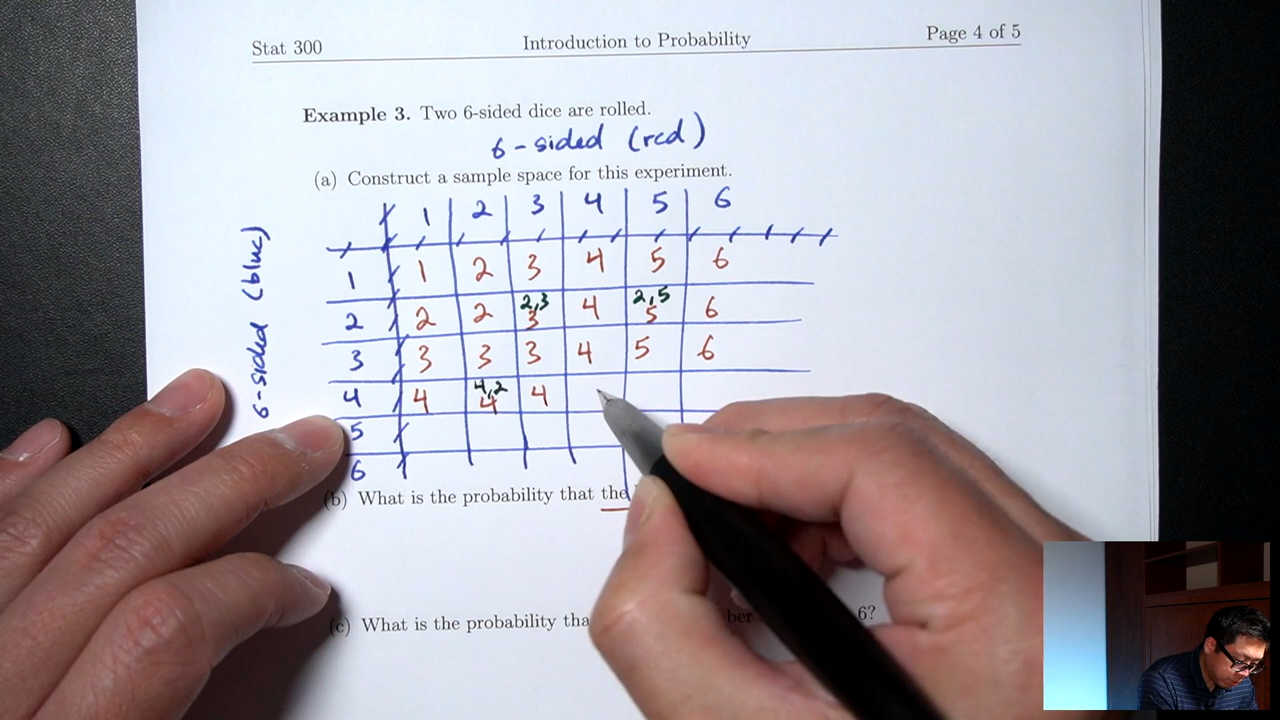 Stat 300 Introduction to Probability Page 4 of 5
Example 3. Two 6-sided dice are rolled.
6-sided (red)
(a) Construct a sample space for this experiment.
6-sided (blue)
1 2 3 4 5 6
1 1 2 3 4 5 6
2 2 2 2,3 3 4 2,5 5 6
3 3 3 3 4 5 6
4 4 4,2 4 4
5
6
(b) What is the probability that the
(c) What is the probability tha ber 6?